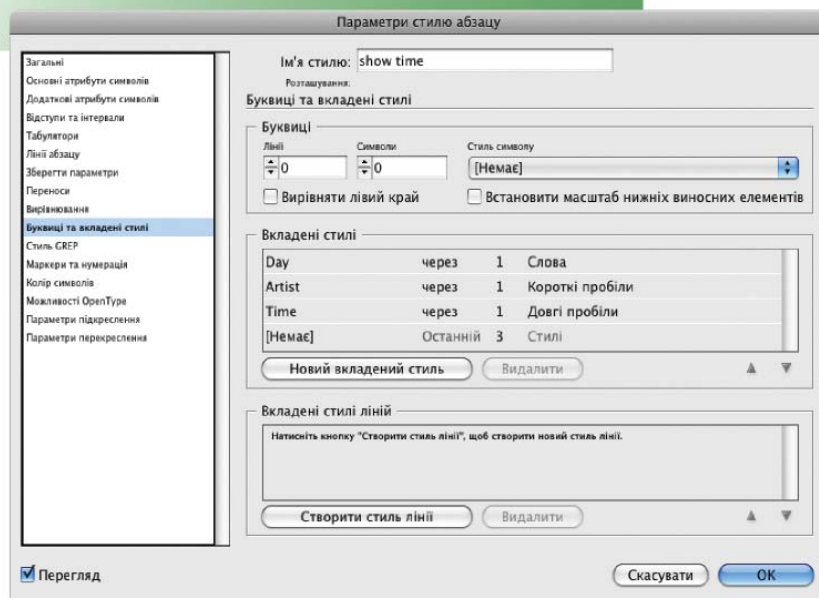 Параметри стилю абзацу
Загальні
Основні атрибути символів
Додаткові атрибути символів
Відступи та інтервали
Табулятори
Лінії абзацу
Зберегти параметри
Переноси
Вирівнювання
Буквиці та вкладені стилі
Стиль GREP
Маркери та нумерація
Колір символів
Можливості OpenType
Параметри підкреслення
Параметри перекреслення
Ім'я стилю: show time
Розташування:
Буквиці та вкладені стилі
Буквиці
Лінії Символи Стиль символу
0 0 [Немає]
Вирівняти лівий край Встановити масштаб нижніх виносних елементів
Вкладені стилі
Day через 1 Слова
Artist через 1 Короткі пробіли
Time через 1 Довгі пробіли
[Немає] Останній 3 Стилі
Новий вкладений стиль Видалити
Вкладені стилі ліній
Натисніть кнопку "Створити стиль лінії", щоб створити новий стиль лінії.
Створити стиль лінії Видалити
Перегляд Скасувати OK